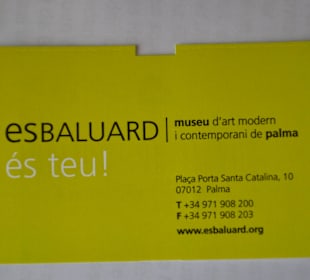 esBALUARD
és teu!
museu d'art modern
i contemporani de palma
Plaça Porta Santa Catalina, 10
07012 Palma
T +34 971 908 200
F +34 971 908 203
www.esbaluard.org